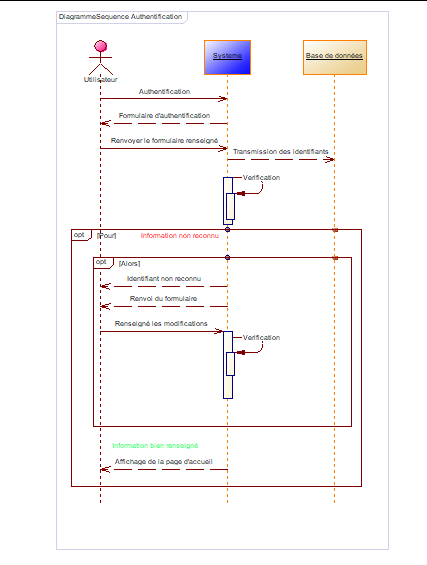 DiagrammeSequence Authentification
Systeme
Base de données
Utilisateur
Authentification
Formulaire d'authentification
Renvoyer le formulaire renseigné
Transmission des identifiants
Verification
opt
[Pour]
Information non reconnu
opt
[Alors]
Identifiant non reconnu
Renvoi du formulaire
Renseigné les modifications
Verification
Information bien renseigné
Affichage de la page d'accueil